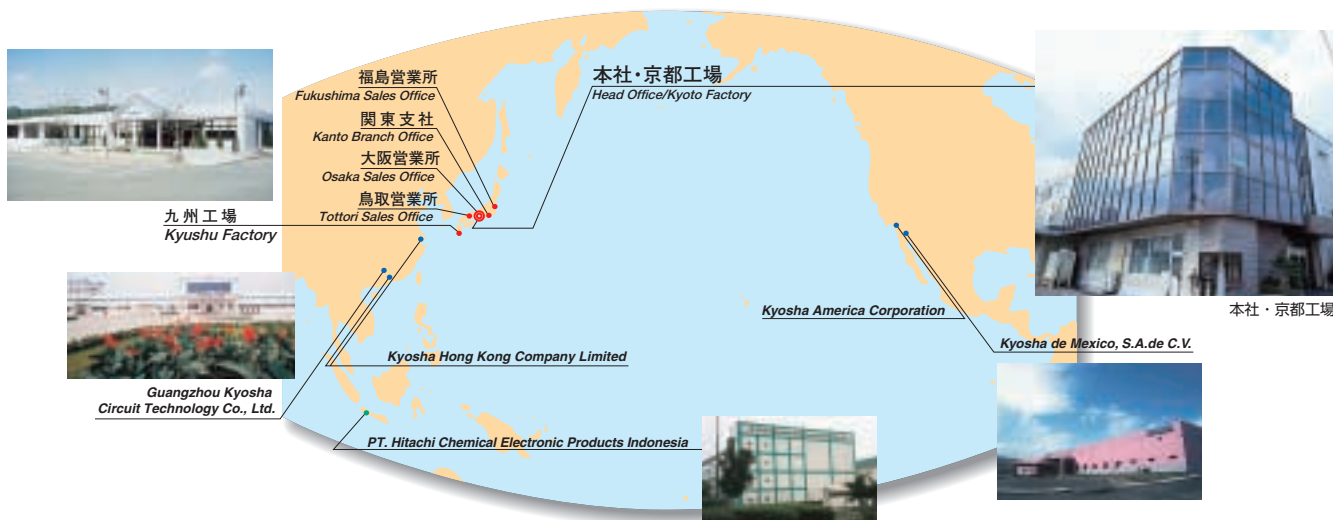 福島営業所
Fukushima Sales Office
関東支社
Kanto Branch Office
大阪営業所
Osaka Sales Office
鳥取営業所
Tottori Sales Office
九州工場
Kyushu Factory
本社・京都工場
Head Office/Kyoto Factory
本社・京都工場
Kyosha America Corporation
Kyosha de Mexico, S.A.de C.V.
Kyosha Hong Kong Company Limited
Guangzhou Kyosha
Circuit Technology Co., Ltd.
PT. Hitachi Chemical Electronic Products Indonesia